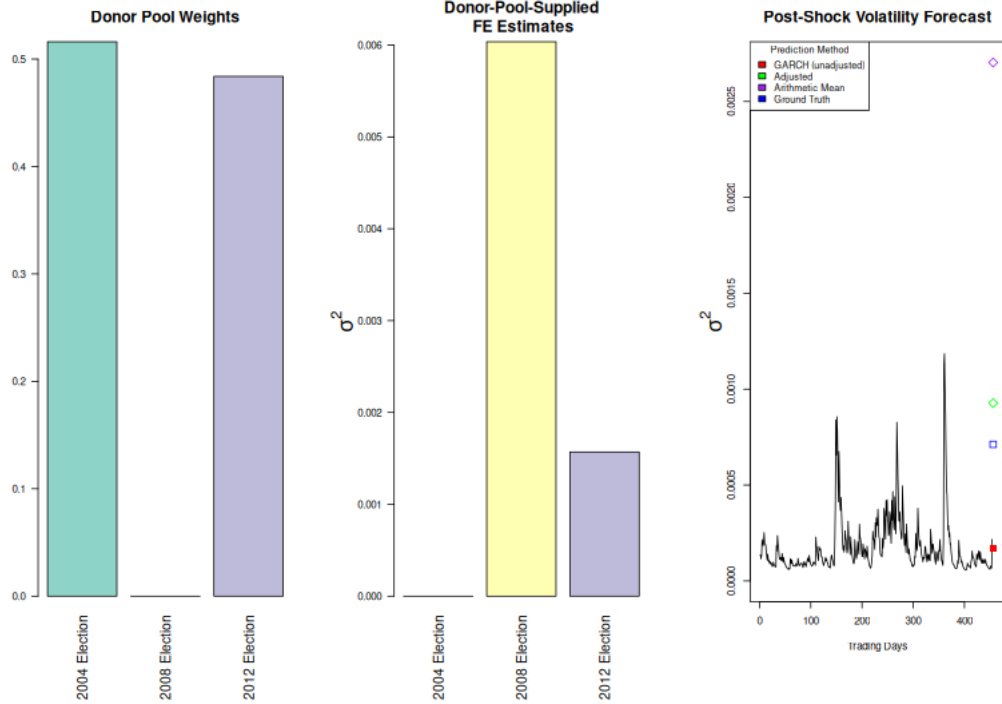 Donor Pool Weights
0.5
0.4
0.3
0.2
0.1
0.0
2004 Election
2008 Election
2012 Election
Donor-Pool-Supplied
FE Estimates
σ²
0.006
0.005
0.004
0.003
0.002
0.001
0.000
2004 Election
2008 Election
2012 Election
Post-Shock Volatility Forecast
Prediction Method
GARCH (unadjusted)
Adjusted
Arithmetic Mean
Ground Truth
σ²
0.0025
0.0020
0.0015
0.0010
0.0005
0.0000
0
100
200
300
400
Trading Days